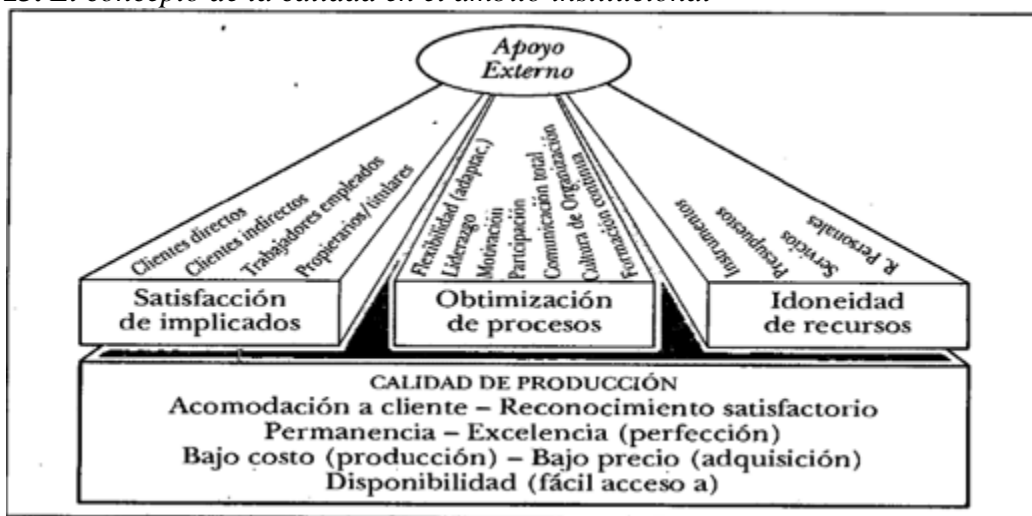 El concepto de la calidad en el ámbito institucional
Apoyo
Externo
Clientes directos
Clientes indirectos
Trabajadores empleados
Propierarios/titulares
Flexibilidad (adaptac.)
Liderazgo
Motivación
Participación
Comunicación total
Cultura de Organización
Formación continua
Instrumentos
Presupuestos
Servicios
R. Personales
Satisfacción
de implicados
Obtimización
de procesos
Idoneidad
de recursos
CALIDAD DE PRODUCCIÓN
Acomodación a cliente – Reconocimiento satisfactorio
Permanencia – Excelencia (perfección)
Bajo costo (producción) – Bajo precio (adquisición)
Disponibilidad (fácil acceso a)